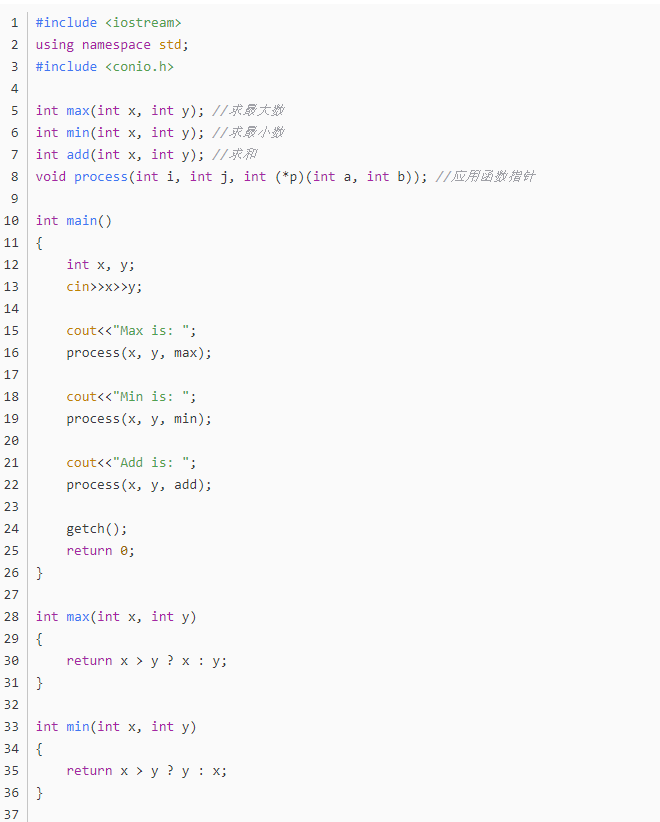 1 #include <iostream>
2 using namespace std;
3 #include <conio.h>
4
5 int max(int x, int y); //求最大数
6 int min(int x, int y); //求最小数
7 int add(int x, int y); //求和
8 void process(int i, int j, int (*p)(int a, int b)); //应用函数指针
9
10 int main()
11 {
12     int x, y;
13     cin>>x>>y;
14
15     cout<<"Max is: ";
16     process(x, y, max);
17
18     cout<<"Min is: ";
19     process(x, y, min);
20
21     cout<<"Add is: ";
22     process(x, y, add);
23
24     getch();
25     return 0;
26 }
27
28 int max(int x, int y)
29 {
30     return x > y ? x : y;
31 }
32
33 int min(int x, int y)
34 {
35     return x > y ? y : x;
36 }
37